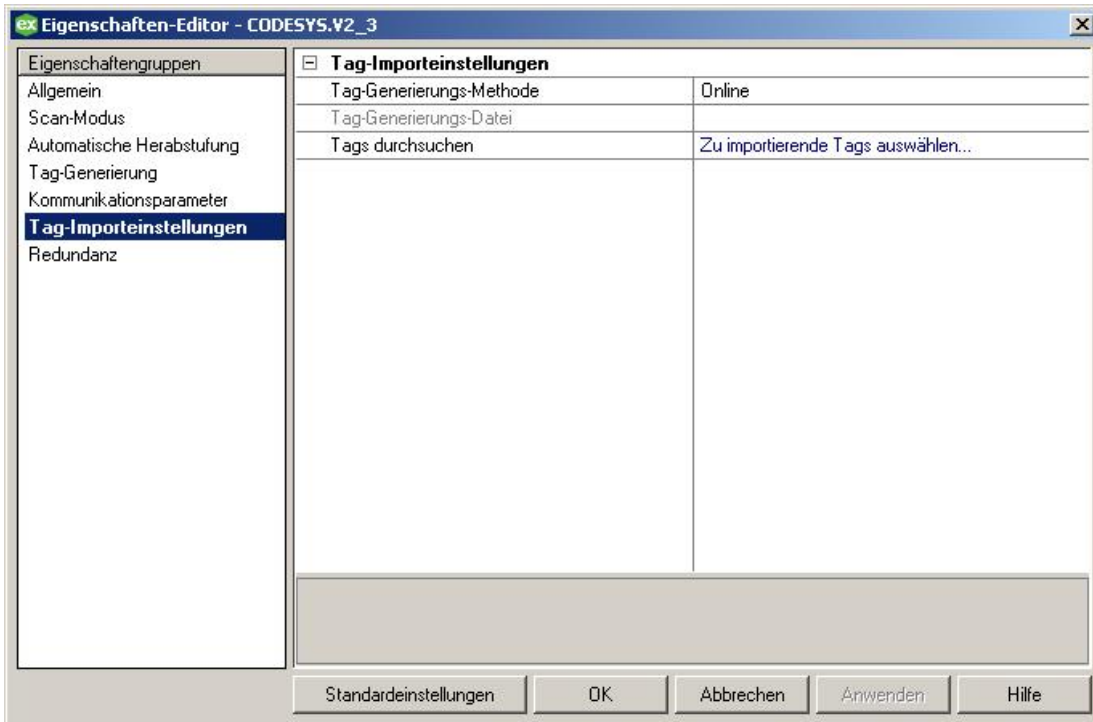 ex Eigenschaften-Editor - CODESYS.V2_3
Eigenschaftengruppen
Allgemein
Scan-Modus
Automatische Herabstufung
Tag-Generierung
Kommunikationsparameter
Tag-Importeinstellungen
Redundanz
Tag-Importeinstellungen
Tag-Generierungs-Methode Online
Tag-Generierungs-Datei
Tags durchsuchen Zu importierende Tags auswählen...
Standardeinstellungen OK Abbrechen Anwenden Hilfe